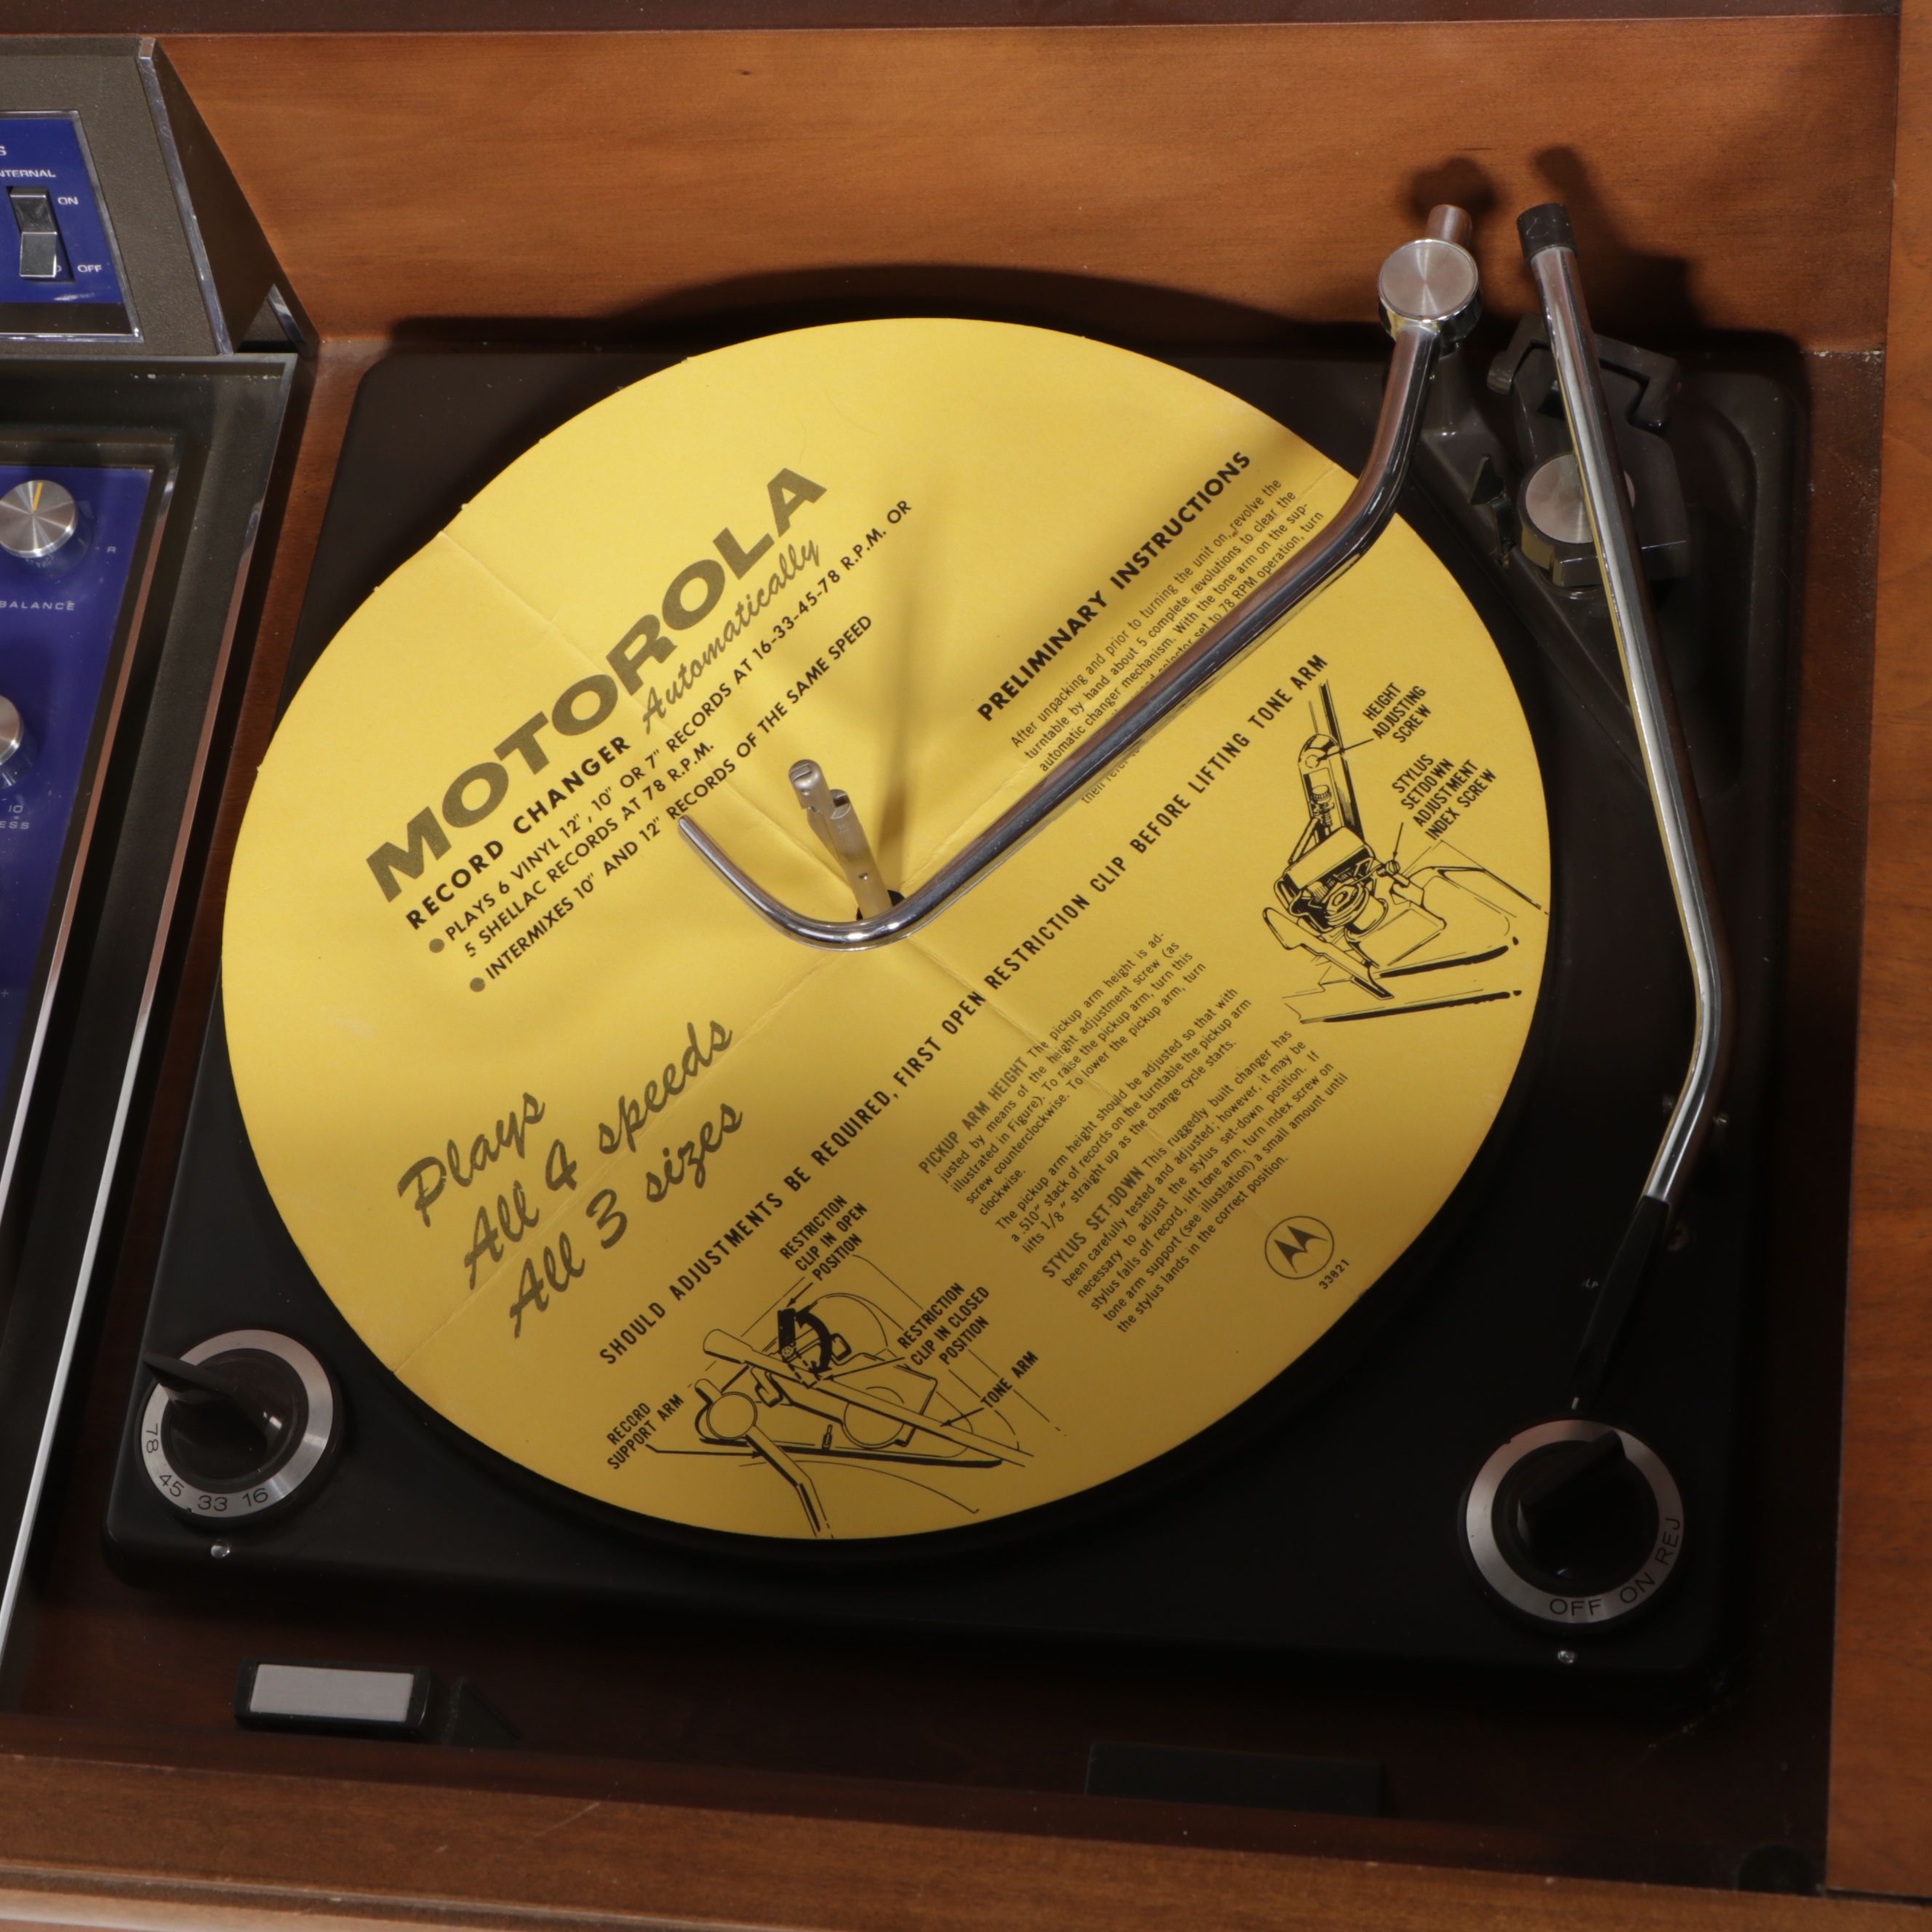 NTERNAL
ON
OFF
R
BALANCE
10
ESS
MOTOROLA
RECORD CHANGER Automatically
PLAYS 6 VINYL 12", 10" OR 7" RECORDS AT 16-33-45-78 R.P.M. OR
5 SHELLAC RECORDS AT 78 R.P.M.
INTERMIXES 10" AND 12" RECORDS OF THE SAME SPEED
Plays
All 4 speeds
All 3 sizes
PRELIMINARY INSTRUCTIONS
After unpacking and prior to turning the unit on, revolve the
turntable by hand about 5 complete revolutions to clear the
automatic changer mechanism. With the tone arm on the sup-
set to 78 RPM operation, turn
SHOULD ADJUSTMENTS BE REQUIRED, FIRST OPEN RESTRICTION CLIP BEFORE LIFTING TONE ARM
HEIGHT
ADJUSTING
SCREW
STYLUS
SETDOWN
ADJUSTMENT
INDEX SCREW
PICKUP ARM HEIGHT The pickup arm height is ad-
justed by means of the height adjustment screw (as
illustrated in Figure). To raise the pickup arm, turn this
screw counterclockwise. To lower the pickup arm, turn
clockwise.
The pickup arm height should be adjusted so that with
a .510" stack of records on the turntable the pickup arm
lifts 1/8" straight up as the change cycle starts.
STYLUS SET-DOWN This ruggedly built changer has
been carefully tested and adjusted; however, it may be
necessary to adjust the stylus set-down position. If
stylus falls off record, lift tone arm, turn index screw on
tone arm support (see illustration) a small amount until
the stylus lands in the correct position.
33821
RESTRICTION
CLIP IN OPEN
POSITION
RESTRICTION
CLIP IN CLOSED
POSITION
RECORD
SUPPORT ARM
TONE ARM
78 45 33 16
OFF ON REJ